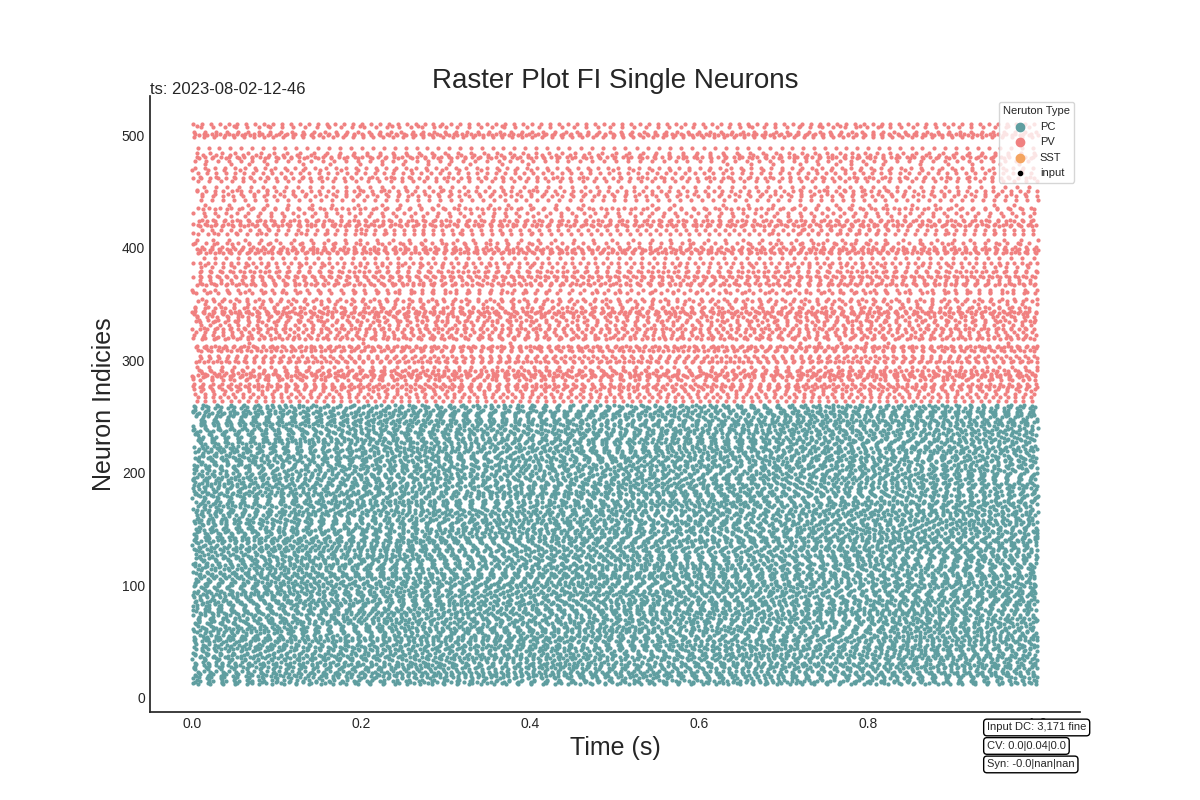 Raster Plot FI Single Neurons
ts: 2023-08-02-12-46
Neruton Type
PC
PV
SST
input
500
400
300
200
100
0
Neuron Indicies
0.0 0.2 0.4 0.6 0.8
Time (s)
Input DC: 3,171 fine
CV: 0.0|0.04|0.0
Syn: -0.0|nan|nan